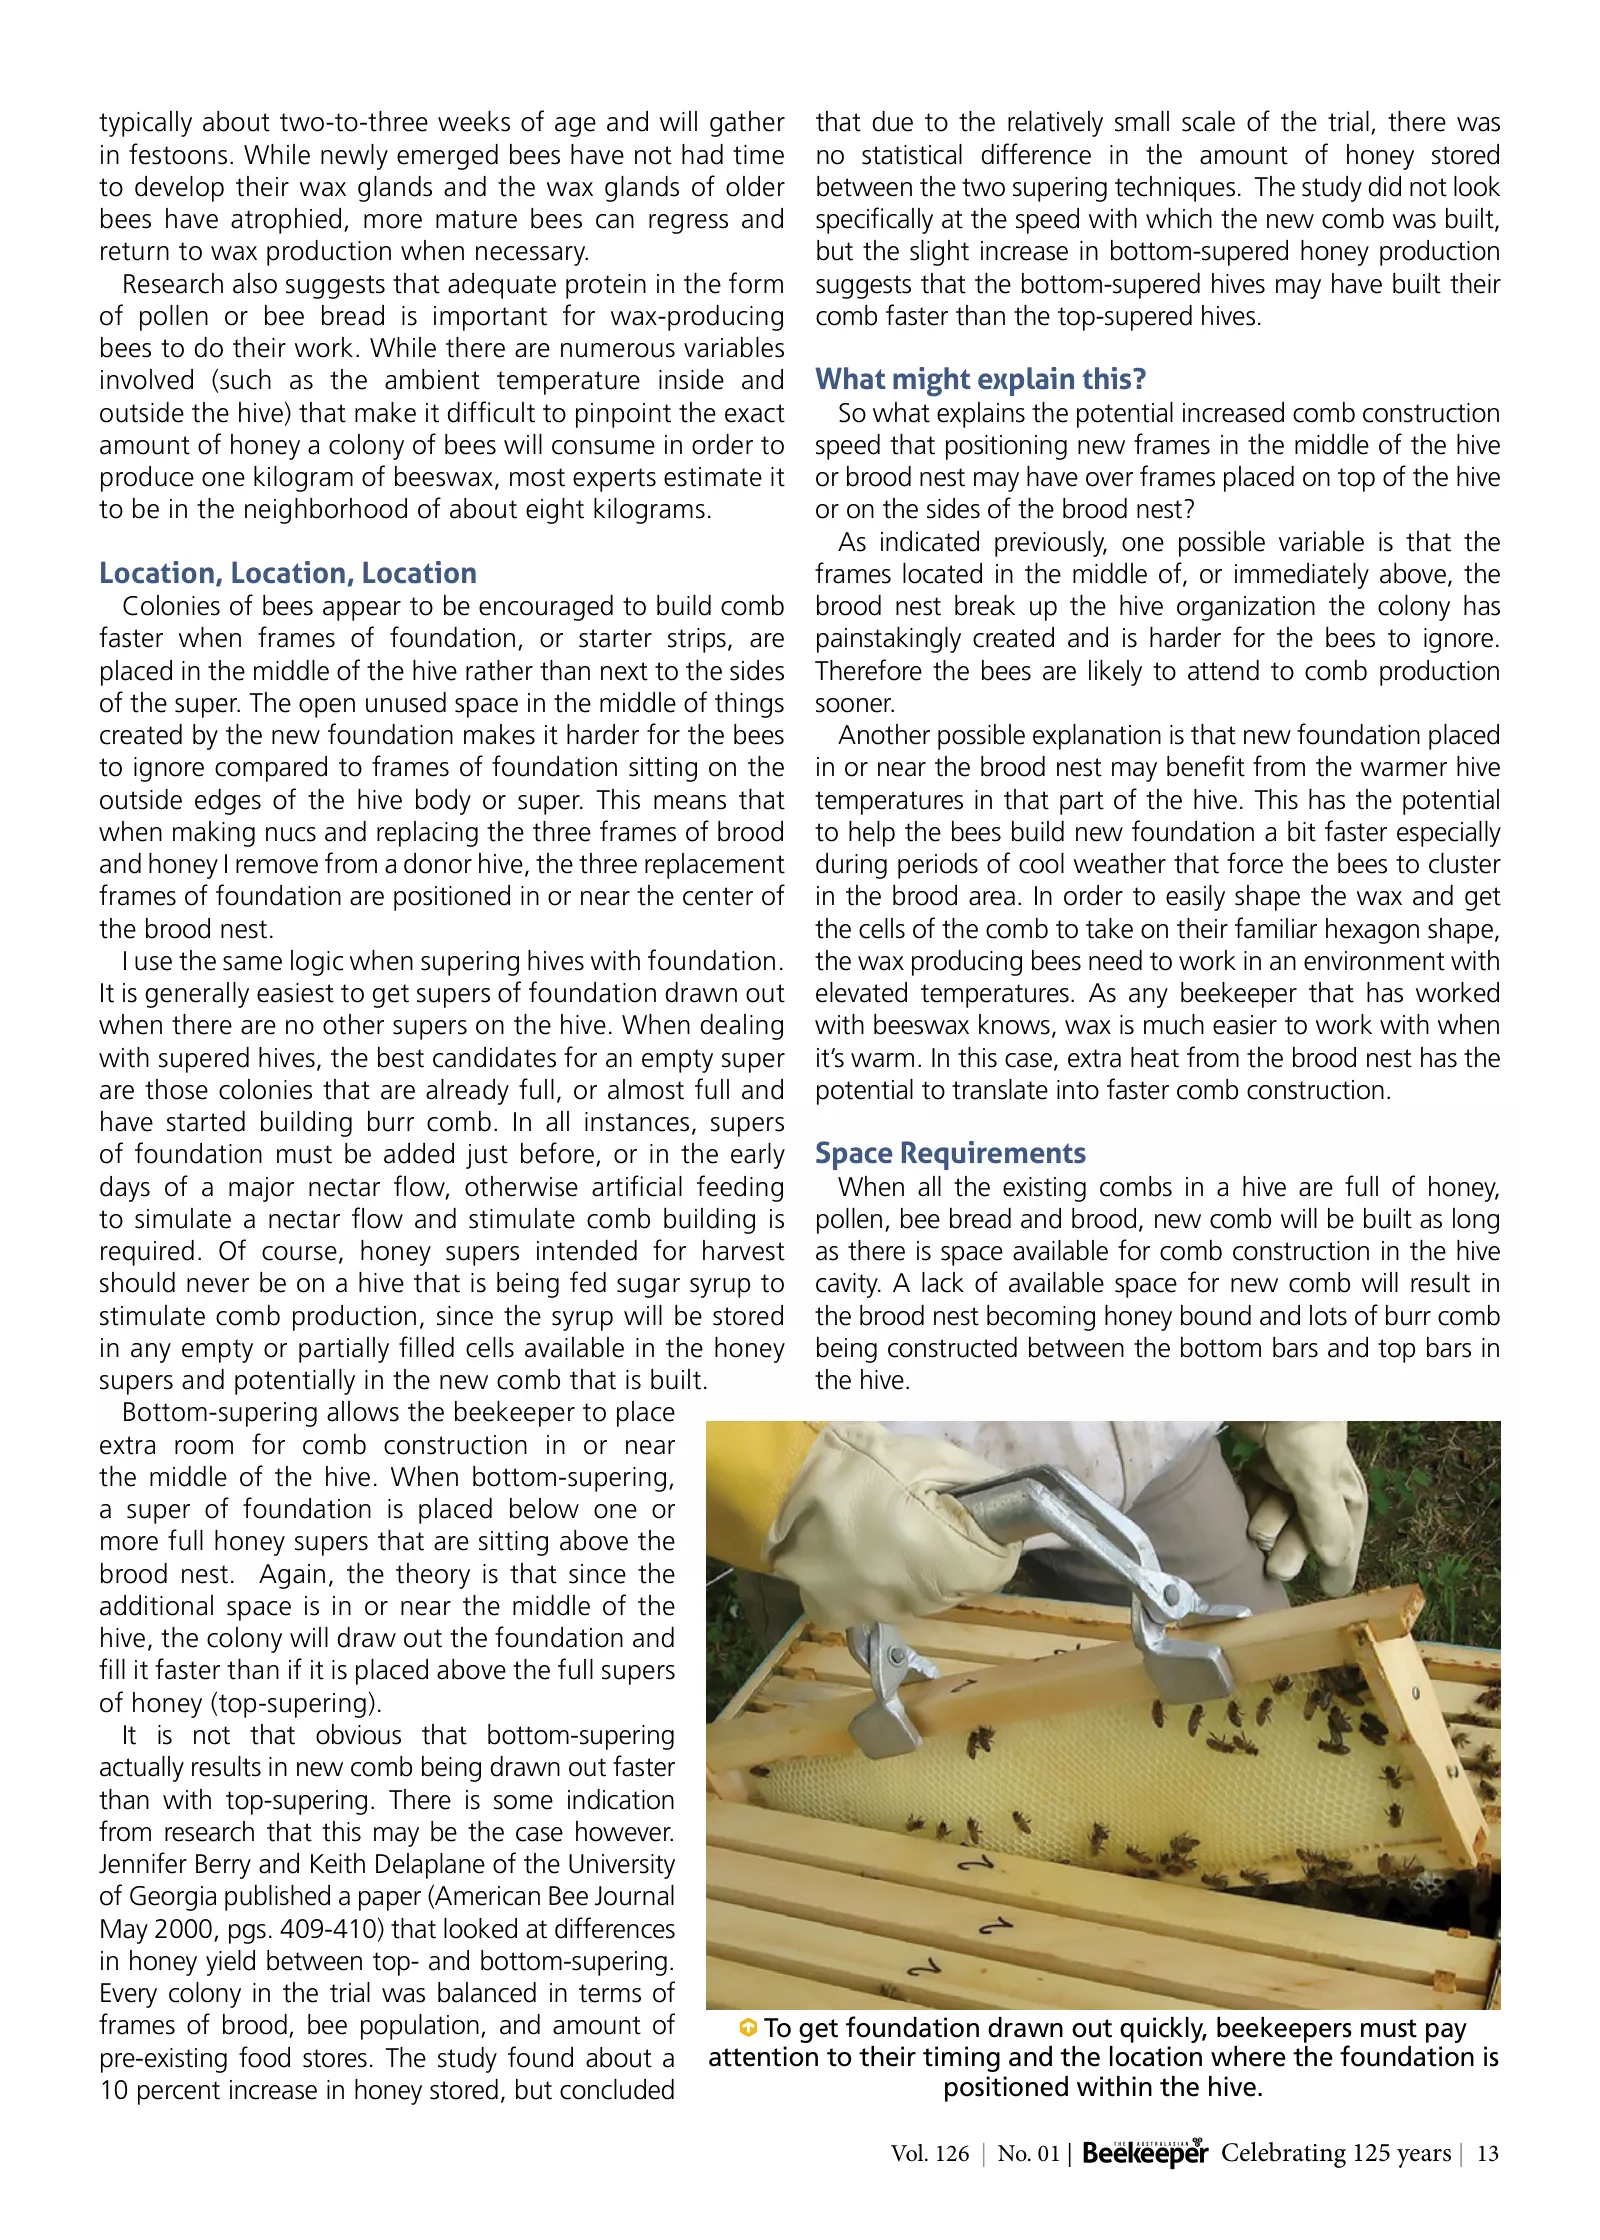 typically about two-to-three weeks of age and will gather
in festoons. While newly emerged bees have not had time
to develop their wax glands and the wax glands of older
bees have atrophied, more mature bees can regress and
return to wax production when necessary.
Research also suggests that adequate protein in the form
of pollen or bee bread is important for wax-producing
bees to do their work. While there are numerous variables
involved (such as the ambient temperature inside and
outside the hive) that make it difficult to pinpoint the exact
amount of honey a colony of bees will consume in order to
produce one kilogram of beeswax, most experts estimate it
to be in the neighborhood of about eight kilograms.
Location, Location, Location
Colonies of bees appear to be encouraged to build comb
faster when frames of foundation, or starter strips, are
placed in the middle of the hive rather than next to the sides
of the super. The open unused space in the middle of things
created by the new foundation makes it harder for the bees
to ignore compared to frames of foundation sitting on the
outside edges of the hive body or super. This means that
when making nucs and replacing the three frames of brood
and honey I remove from a donor hive, the three replacement
frames of foundation are positioned in or near the center of
the brood nest.
I use the same logic when supering hives with foundation.
It is generally easiest to get supers of foundation drawn out
when there are no other supers on the hive. When dealing
with supered hives, the best candidates for an empty super
are those colonies that are already full, or almost full and
have started building burr comb. In all instances, supers
of foundation must be added just before, or in the early
days of a major nectar flow, otherwise artificial feeding
to simulate a nectar flow and stimulate comb building is
required. Of course, honey supers intended for harvest
should never be on a hive that is being fed sugar syrup to
stimulate comb production, since the syrup will be stored
in any empty or partially filled cells available in the honey
supers and potentially in the new comb that is built.
Bottom-supering allows the beekeeper to place
extra room for comb construction in or near
the middle of the hive. When bottom-supering,
a super of foundation is placed below one or
more full honey supers that are sitting above the
brood nest.  Again, the theory is that since the
additional space is in or near the middle of the
hive, the colony will draw out the foundation and
fill it faster than if it is placed above the full supers
of honey (top-supering).
It is not that obvious that bottom-supering
actually results in new comb being drawn out faster
than with top-supering. There is some indication
from research that this may be the case however.
Jennifer Berry and Keith Delaplane of the University
of Georgia published a paper (American Bee Journal
May 2000, pgs. 409-410) that looked at differences
in honey yield between top- and bottom-supering.
Every colony in the trial was balanced in terms of
frames of brood, bee population, and amount of
pre-existing food stores. The study found about a
10 percent increase in honey stored, but concluded
that due to the relatively small scale of the trial, there was
no statistical difference in the amount of honey stored
between the two supering techniques.  The study did not look
specifically at the speed with which the new comb was built,
but the slight increase in bottom-supered honey production
suggests that the bottom-supered hives may have built their
comb faster than the top-supered hives.
What might explain this?
So what explains the potential increased comb construction
speed that positioning new frames in the middle of the hive
or brood nest may have over frames placed on top of the hive
or on the sides of the brood nest?
As indicated previously, one possible variable is that the
frames located in the middle of, or immediately above, the
brood nest break up the hive organization the colony has
painstakingly created and is harder for the bees to ignore.
Therefore the bees are likely to attend to comb production
sooner.
Another possible explanation is that new foundation placed
in or near the brood nest may benefit from the warmer hive
temperatures in that part of the hive. This has the potential
to help the bees build new foundation a bit faster especially
during periods of cool weather that force the bees to cluster
in the brood area. In order to easily shape the wax and get
the cells of the comb to take on their familiar hexagon shape,
the wax producing bees need to work in an environment with
elevated temperatures. As any beekeeper that has worked
with beeswax knows, wax is much easier to work with when
it's warm. In this case, extra heat from the brood nest has the
potential to translate into faster comb construction.
Space Requirements
When all the existing combs in a hive are full of honey,
pollen, bee bread and brood, new comb will be built as long
as there is space available for comb construction in the hive
cavity. A lack of available space for new comb will result in
the brood nest becoming honey bound and lots of burr comb
being constructed between the bottom bars and top bars in
the hive.
1
2
2
2
To get foundation drawn out quickly, beekeepers must pay
attention to their timing and the location where the foundation is
positioned within the hive.
Vol. 126 | No. 01 | THE AUSTRALASIAN Beekeeper Celebrating 125 years | 13